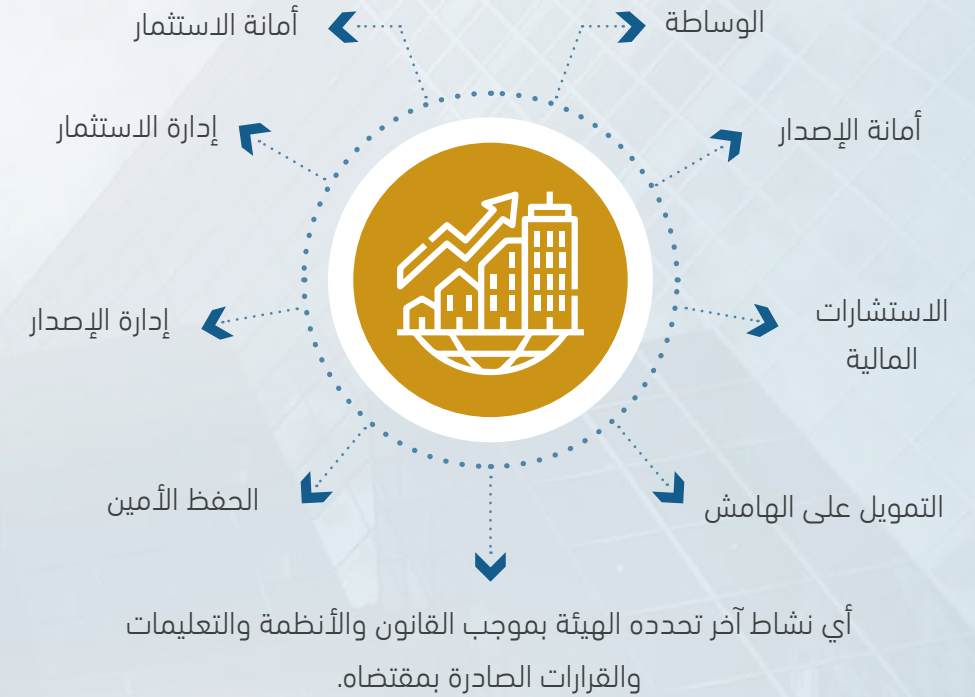 الوساطة
أمانة الاستثمار
أمانة الإصدار
إدارة الاستثمار
الاستشارات
المالية
إدارة الإصدار
التمويل على الهامش
الحفظ الأمين
أي نشاط آخر تحدده الهيئة بموجب القانون والأنظمة والتعليمات
والقرارات الصادرة بمقتضاه.